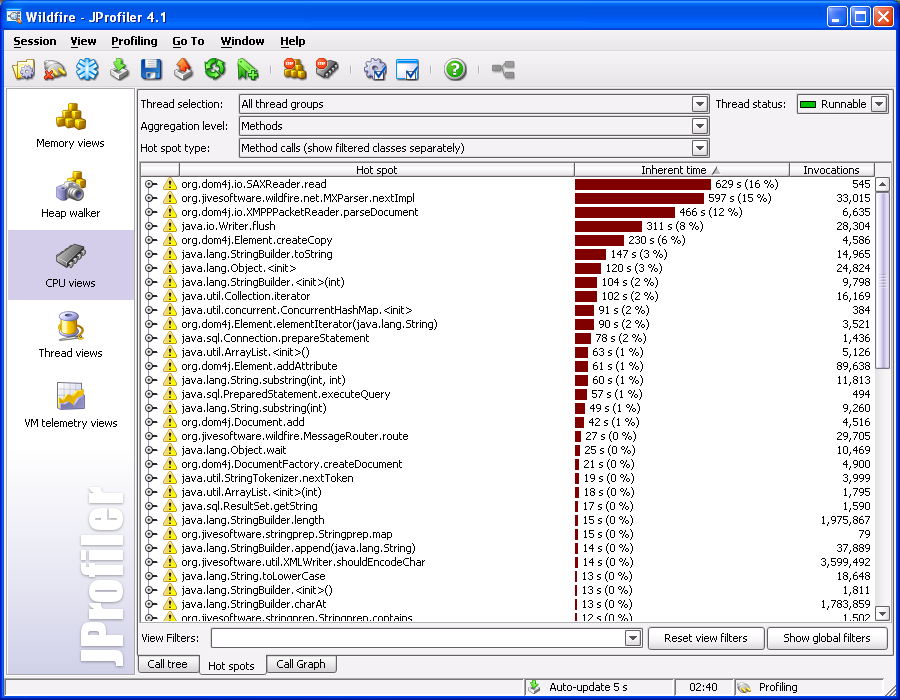 Wildfire - JProfiler 4.1
Session View Profiling Go To Window Help
Memory views
Heap walker
CPU views
Thread views
VM telemetry views
JProfiler
Thread selection: All thread groups Thread status: Runnable
Aggregation level: Methods
Hot spot type: Method calls (show filtered classes separately)
Hot spot Inherent time Invocations
org.dom4j.io.SAXReader.read 629 s (16 %) 545
org.jivesoftware.wildfire.net.MXParser.nextImpl 597 s (15 %) 33,015
org.dom4j.io.XMPPPacketReader.parseDocument 466 s (12 %) 6,635
java.io.Writer.flush 311 s (8 %) 28,304
org.dom4j.Element.createCopy 230 s (6 %) 4,586
java.lang.StringBuilder.toString 147 s (3 %) 14,965
java.lang.Object.<init> 120 s (3 %) 24,824
java.lang.StringBuilder.<init>(int) 104 s (2 %) 9,798
java.util.Collection.iterator 102 s (2 %) 16,169
java.util.concurrent.ConcurrentHashMap.<init> 91 s (2 %) 384
org.dom4j.Element.elementIterator(java.lang.String) 90 s (2 %) 3,521
java.sql.Connection.prepareStatement 78 s (2 %) 1,436
java.util.ArrayList.<init>() 63 s (1 %) 5,126
org.dom4j.Element.addAttribute 61 s (1 %) 89,638
java.lang.String.substring(int, int) 60 s (1 %) 11,813
java.sql.PreparedStatement.executeQuery 57 s (1 %) 494
java.lang.String.substring(int) 49 s (1 %) 9,260
org.dom4j.Document.add 42 s (1 %) 4,516
org.jivesoftware.wildfire.MessageRouter.route 27 s (0 %) 29,705
java.lang.Object.wait 25 s (0 %) 10,469
org.dom4j.DocumentFactory.createDocument 21 s (0 %) 4,900
java.util.StringTokenizer.nextToken 19 s (0 %) 3,999
java.util.ArrayList.<init>(int) 18 s (0 %) 1,795
java.sql.ResultSet.getString 17 s (0 %) 1,590
java.lang.StringBuilder.length 15 s (0 %) 1,975,867
org.jivesoftware.stringprep.Stringprep.map 15 s (0 %) 79
java.lang.StringBuilder.append(java.lang.String) 14 s (0 %) 37,889
org.jivesoftware.util.XMLWriter.shouldEncodeChar 14 s (0 %) 3,599,492
java.lang.String.toLowerCase 13 s (0 %) 18,648
java.lang.StringBuilder.<init>() 13 s (0 %) 1,811
java.lang.StringBuilder.charAt 13 s (0 %) 1,783,859
org.jivesoftware.stringprep.Stringprep.contains 12 s (0 %) 1,502
View Filters: Reset view filters Show global filters
Call tree Hot spots Call Graph
Auto-update 5 s 02:40 Profiling